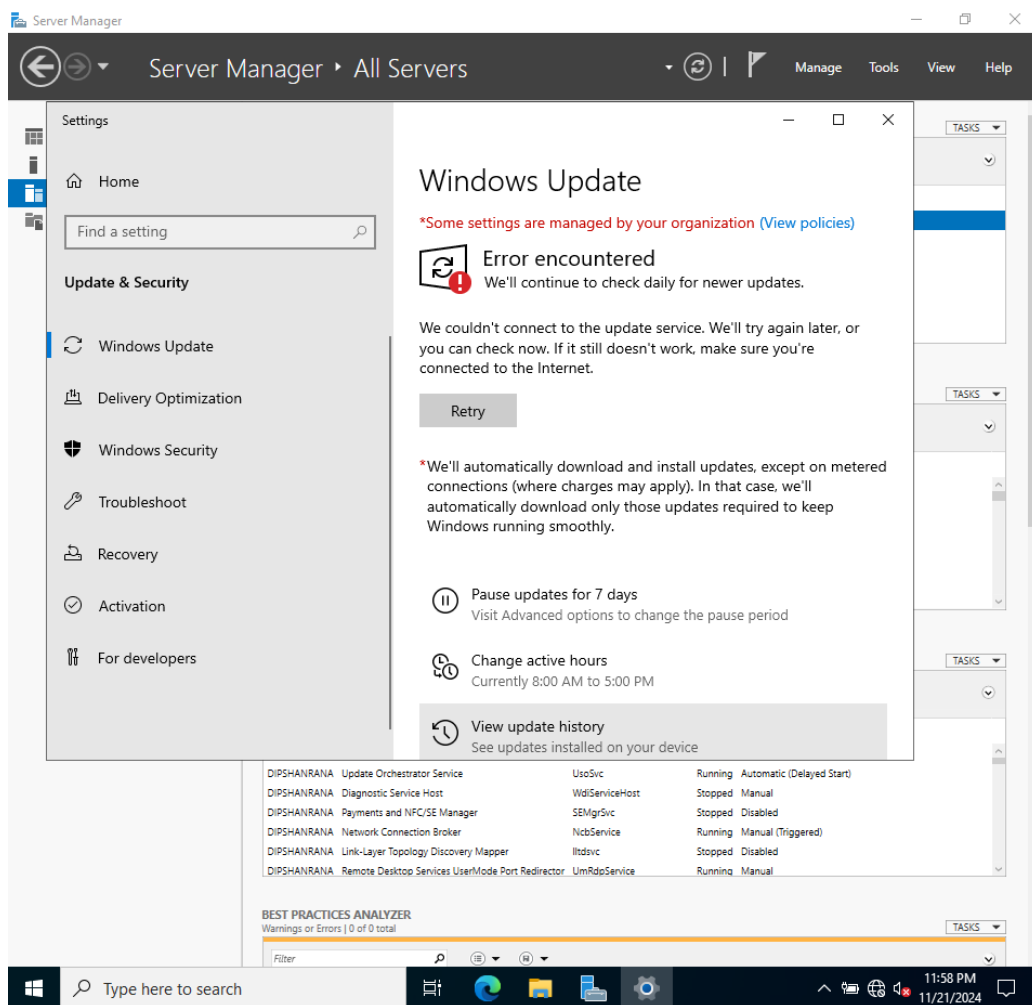 Server Manager
Server Manager ‣ All Servers
Manage
Tools
View
Help
TASKS
Settings
Home
Find a setting
Update & Security
Windows Update
Delivery Optimization
Windows Security
Troubleshoot
Recovery
Activation
For developers
Windows Update
*Some settings are managed by your organization (View policies)
Error encountered
We'll continue to check daily for newer updates.
We couldn't connect to the update service. We'll try again later, or
you can check now. If it still doesn't work, make sure you're
connected to the Internet.
Retry
*We'll automatically download and install updates, except on metered
connections (where charges may apply). In that case, we'll
automatically download only those updates required to keep
Windows running smoothly.
Pause updates for 7 days
Visit Advanced options to change the pause period
Change active hours
Currently 8:00 AM to 5:00 PM
View update history
See updates installed on your device
TASKS
TASKS
DIPSHANRANA Update Orchestrator Service UsoSvc Running Automatic (Delayed Start)
DIPSHANRANA Diagnostic Service Host WdiServiceHost Stopped Manual
DIPSHANRANA Payments and NFC/SE Manager SEMgrSvc Stopped Disabled
DIPSHANRANA Network Connection Broker NcbService Running Manual (Triggered)
DIPSHANRANA Link-Layer Topology Discovery Mapper lltdsvc Stopped Disabled
DIPSHANRANA Remote Desktop Services UserMode Port Redirector UmRdpService Running Manual
BEST PRACTICES ANALYZER
Warnings or Errors | 0 of 0 total
TASKS
Filter
Type here to search
11:58 PM
11/21/2024